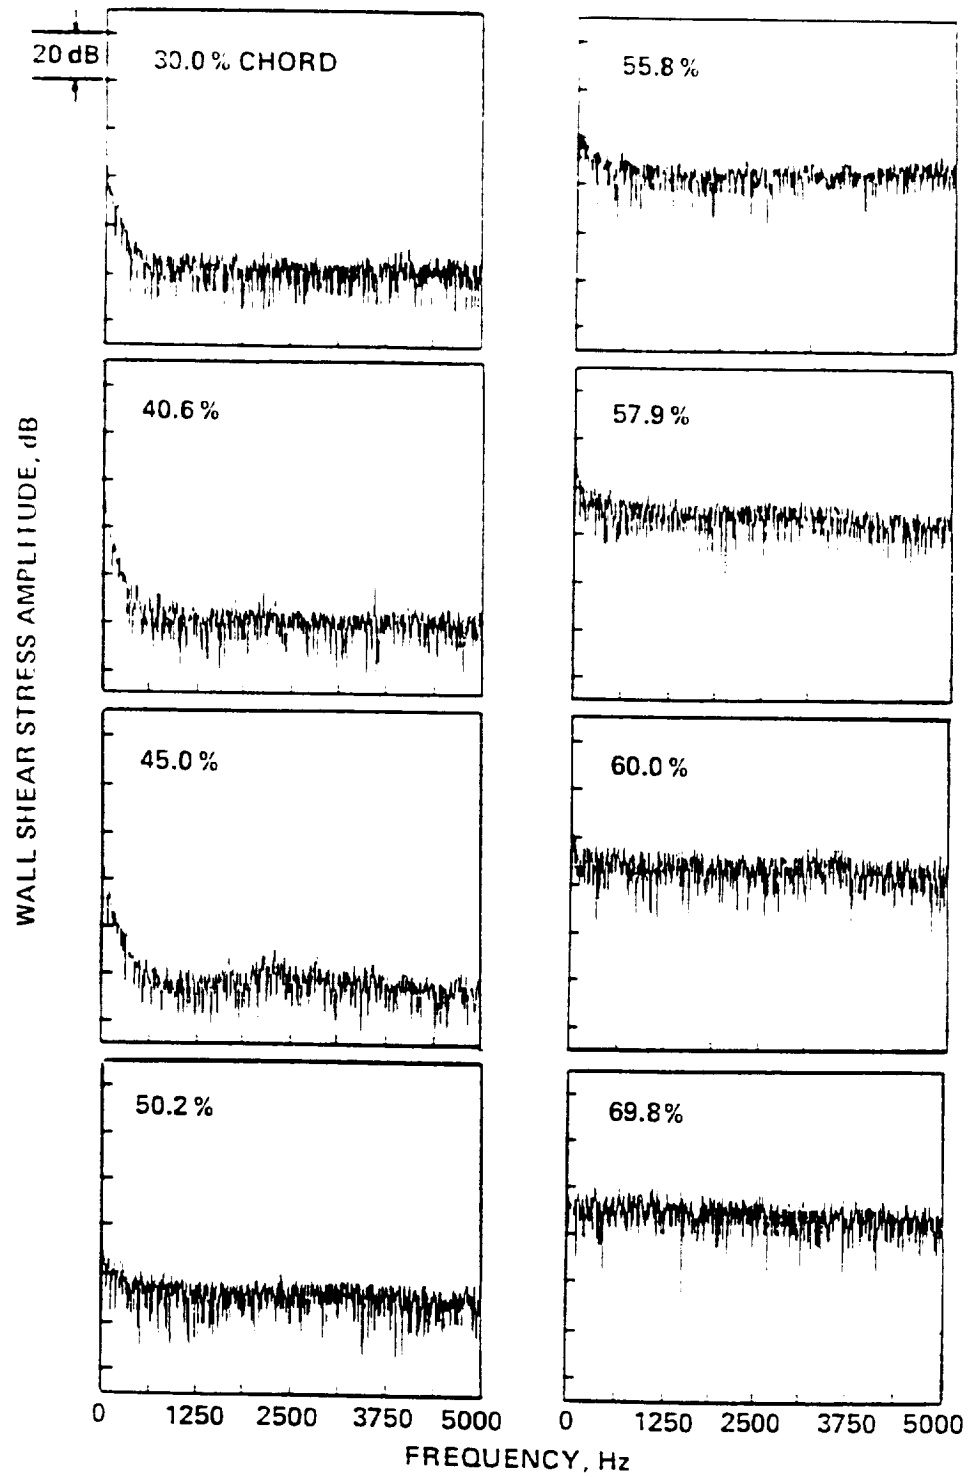 20 dB
30.0 % CHORD
40.6 %
45.0 %
50.2 %
55.8 %
57.9 %
60.0 %
69.8 %
WALL SHEAR STRESS AMPLITUDE, dB
0 1250 2500 3750 5000
0 1250 2500 3750 5000
FREQUENCY, Hz